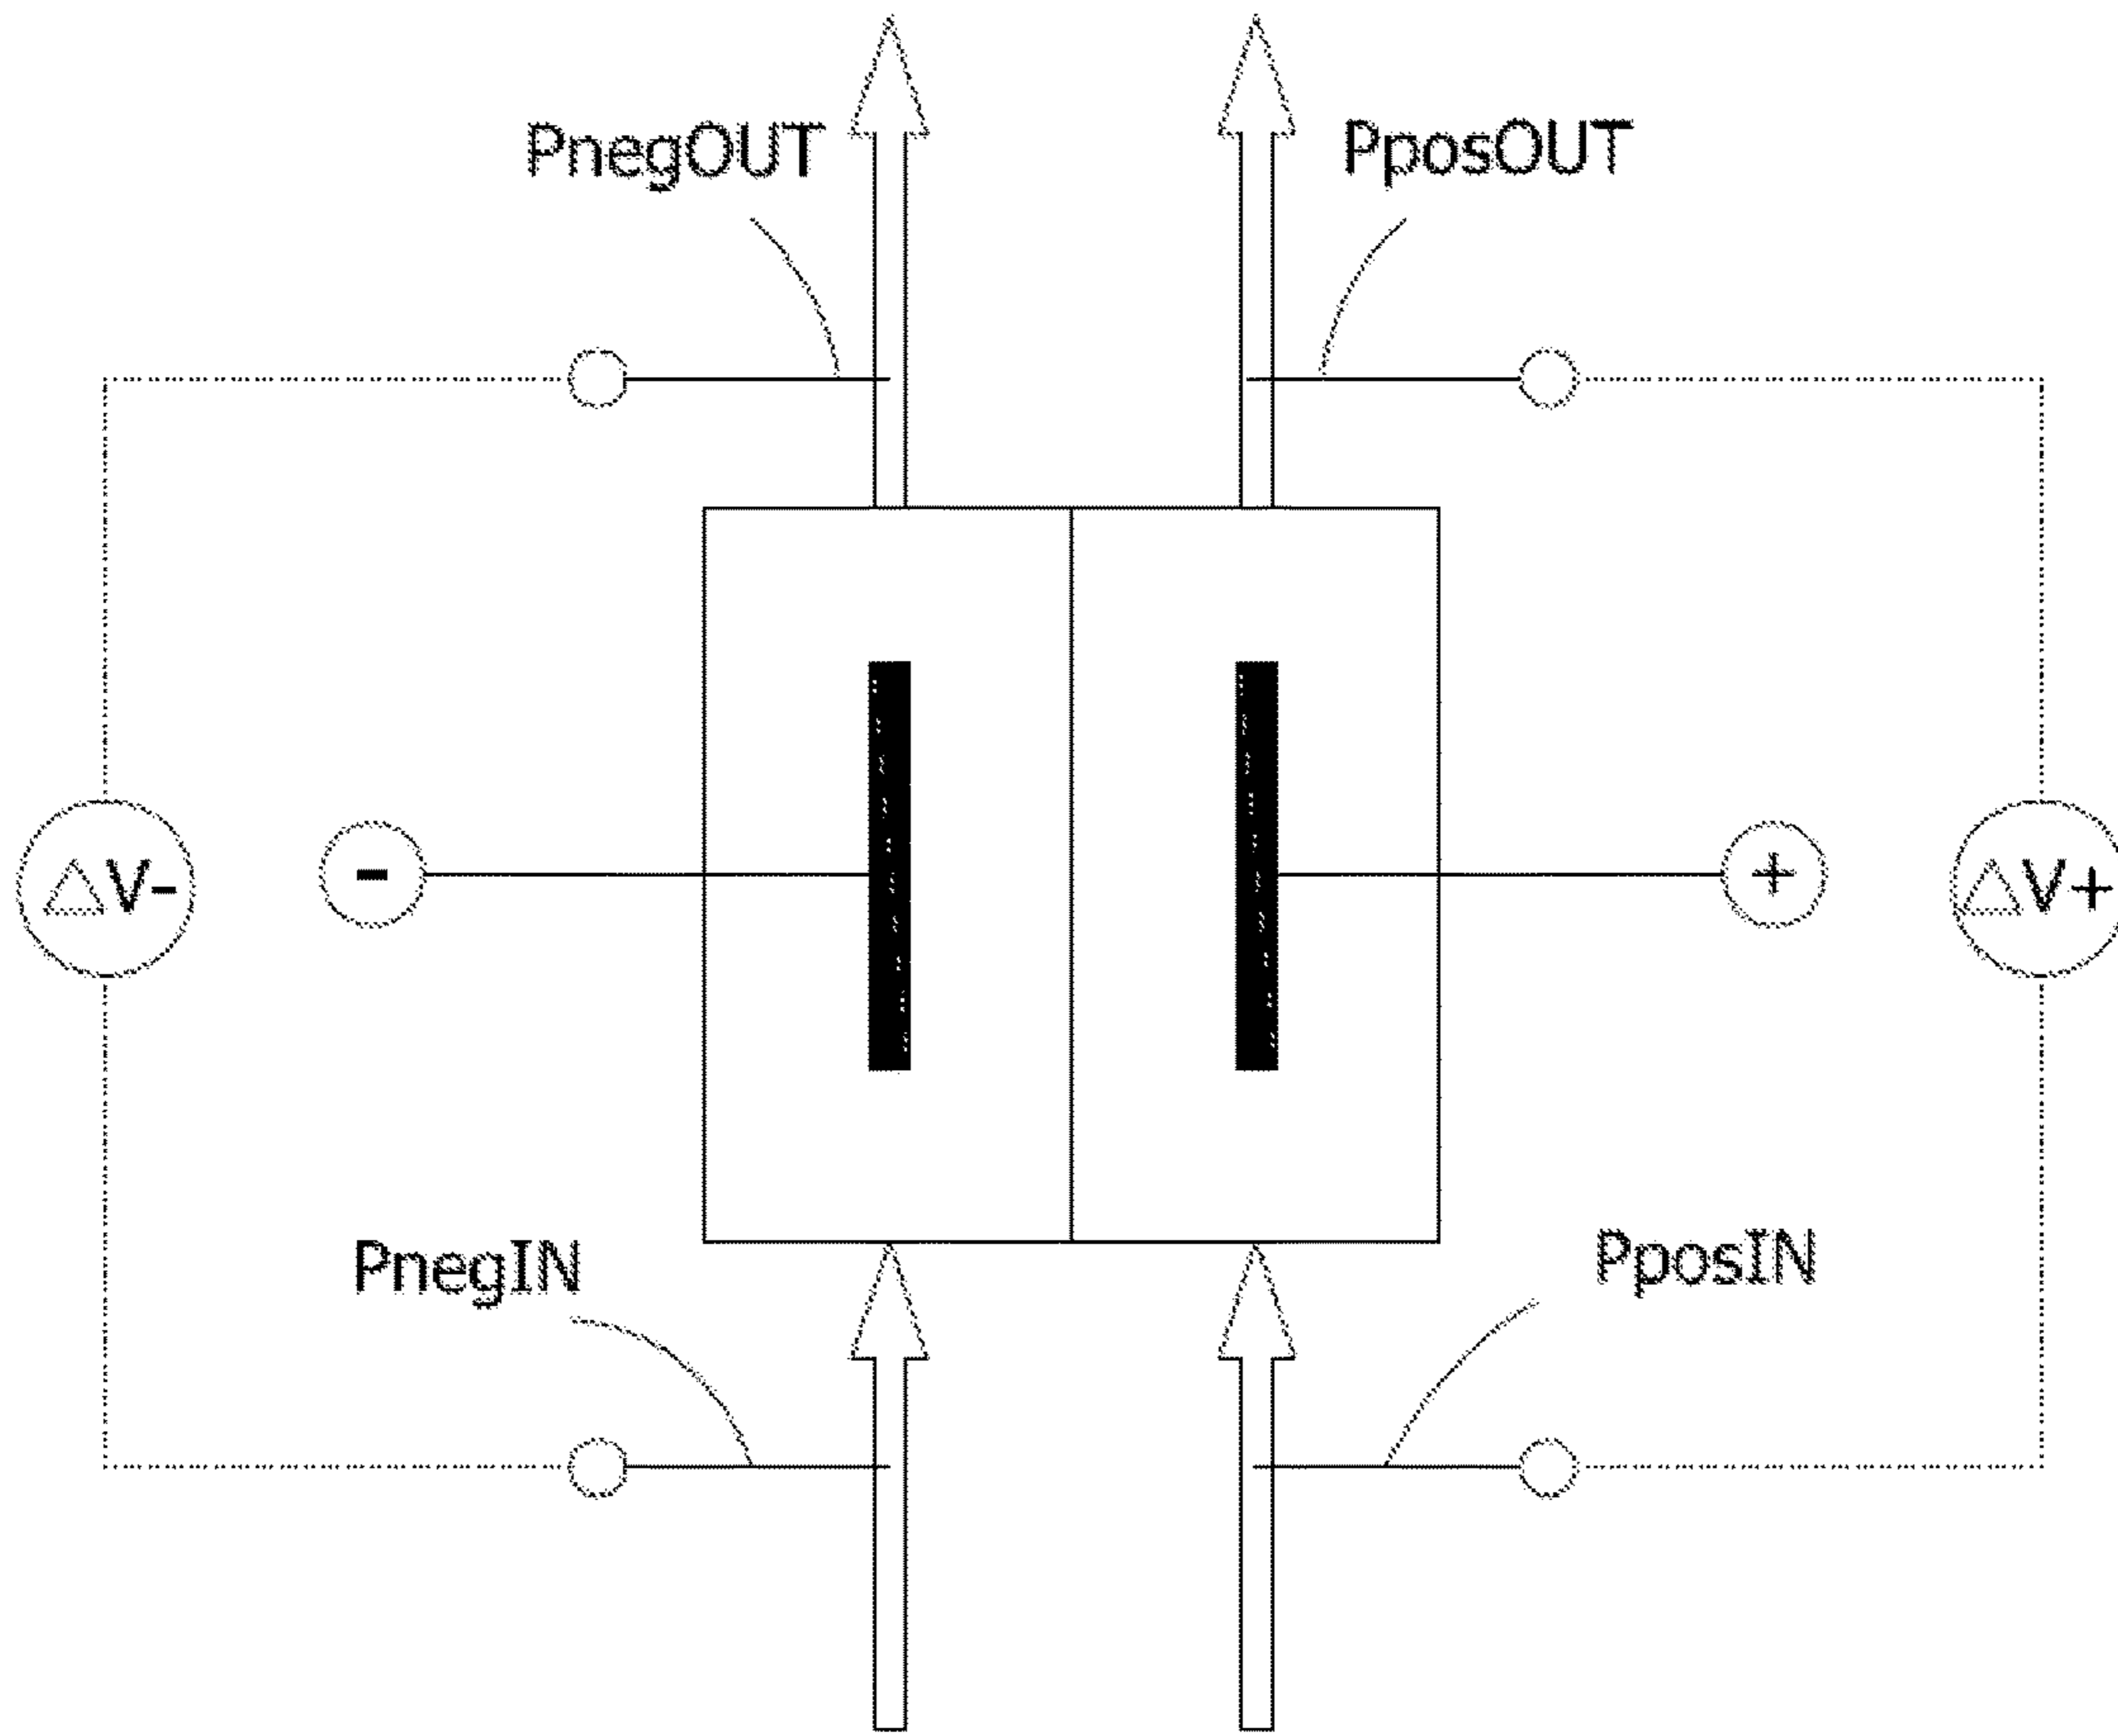 PnegOUT
PposOUT
△V-
-
+
△V+
PnegIN
PposIN